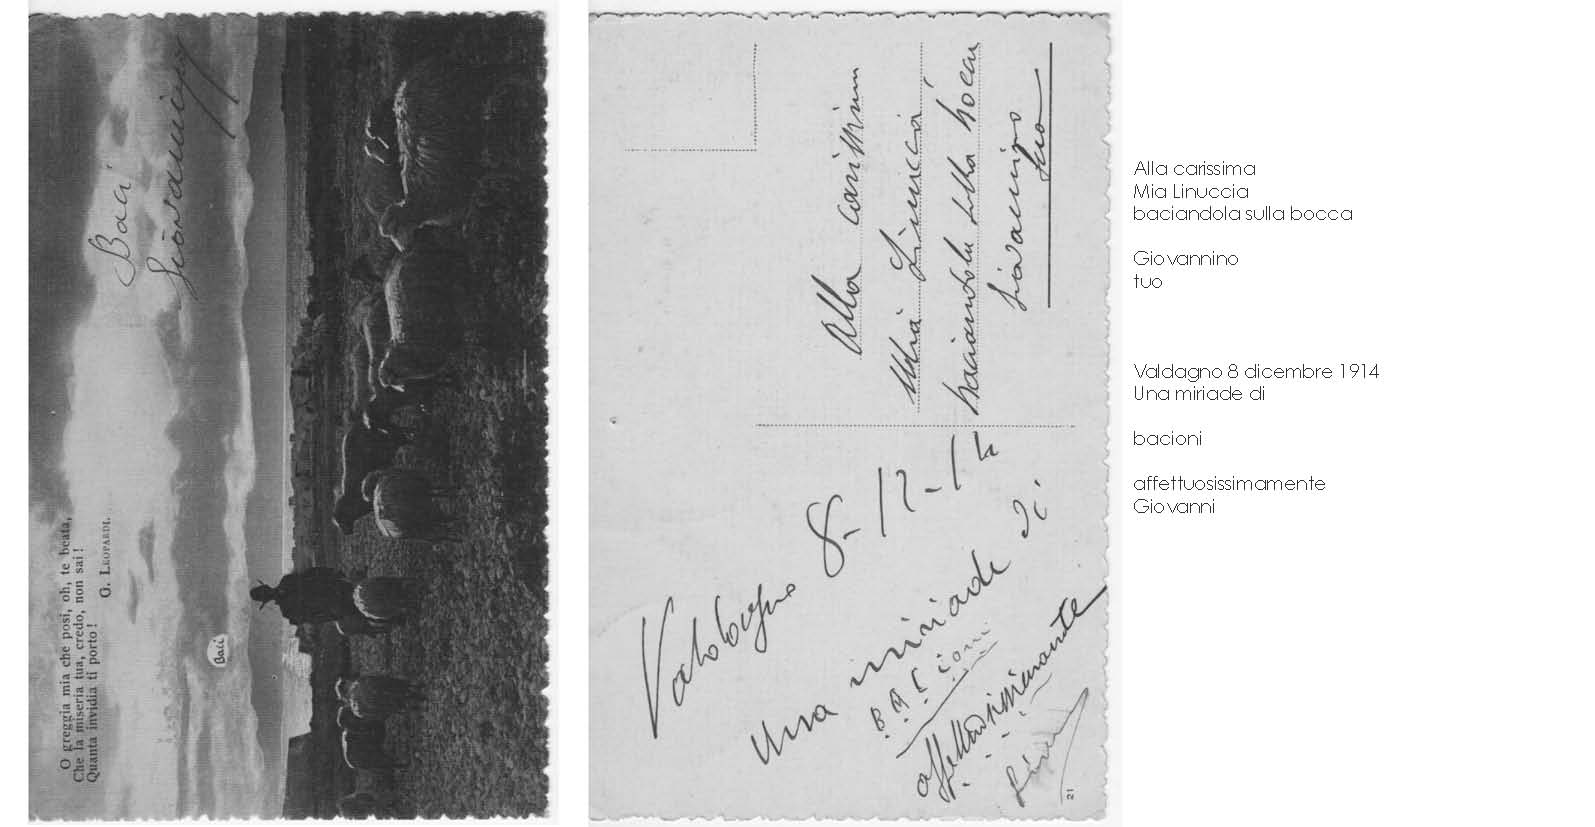 Baci
Giovannino
O greggia mia che posi, oh, te beata,
Che la miseria tua, credo, non sai!
Quanta invidia ti porto!
G. LEOPARDI.
Baci
Alla carissima
Mia Linuccia
baciandola sulla bocca
Giovannino
tuo
Valdagno 8-12-14
Una miriade di
BACioni
affettuosissimamente
Giovanni
21
Alla carissima
Mia Linuccia
baciandola sulla bocca
Giovannino
tuo
Valdagno 8 dicembre 1914
Una miriade di
bacioni
affettuosissimamente
Giovanni